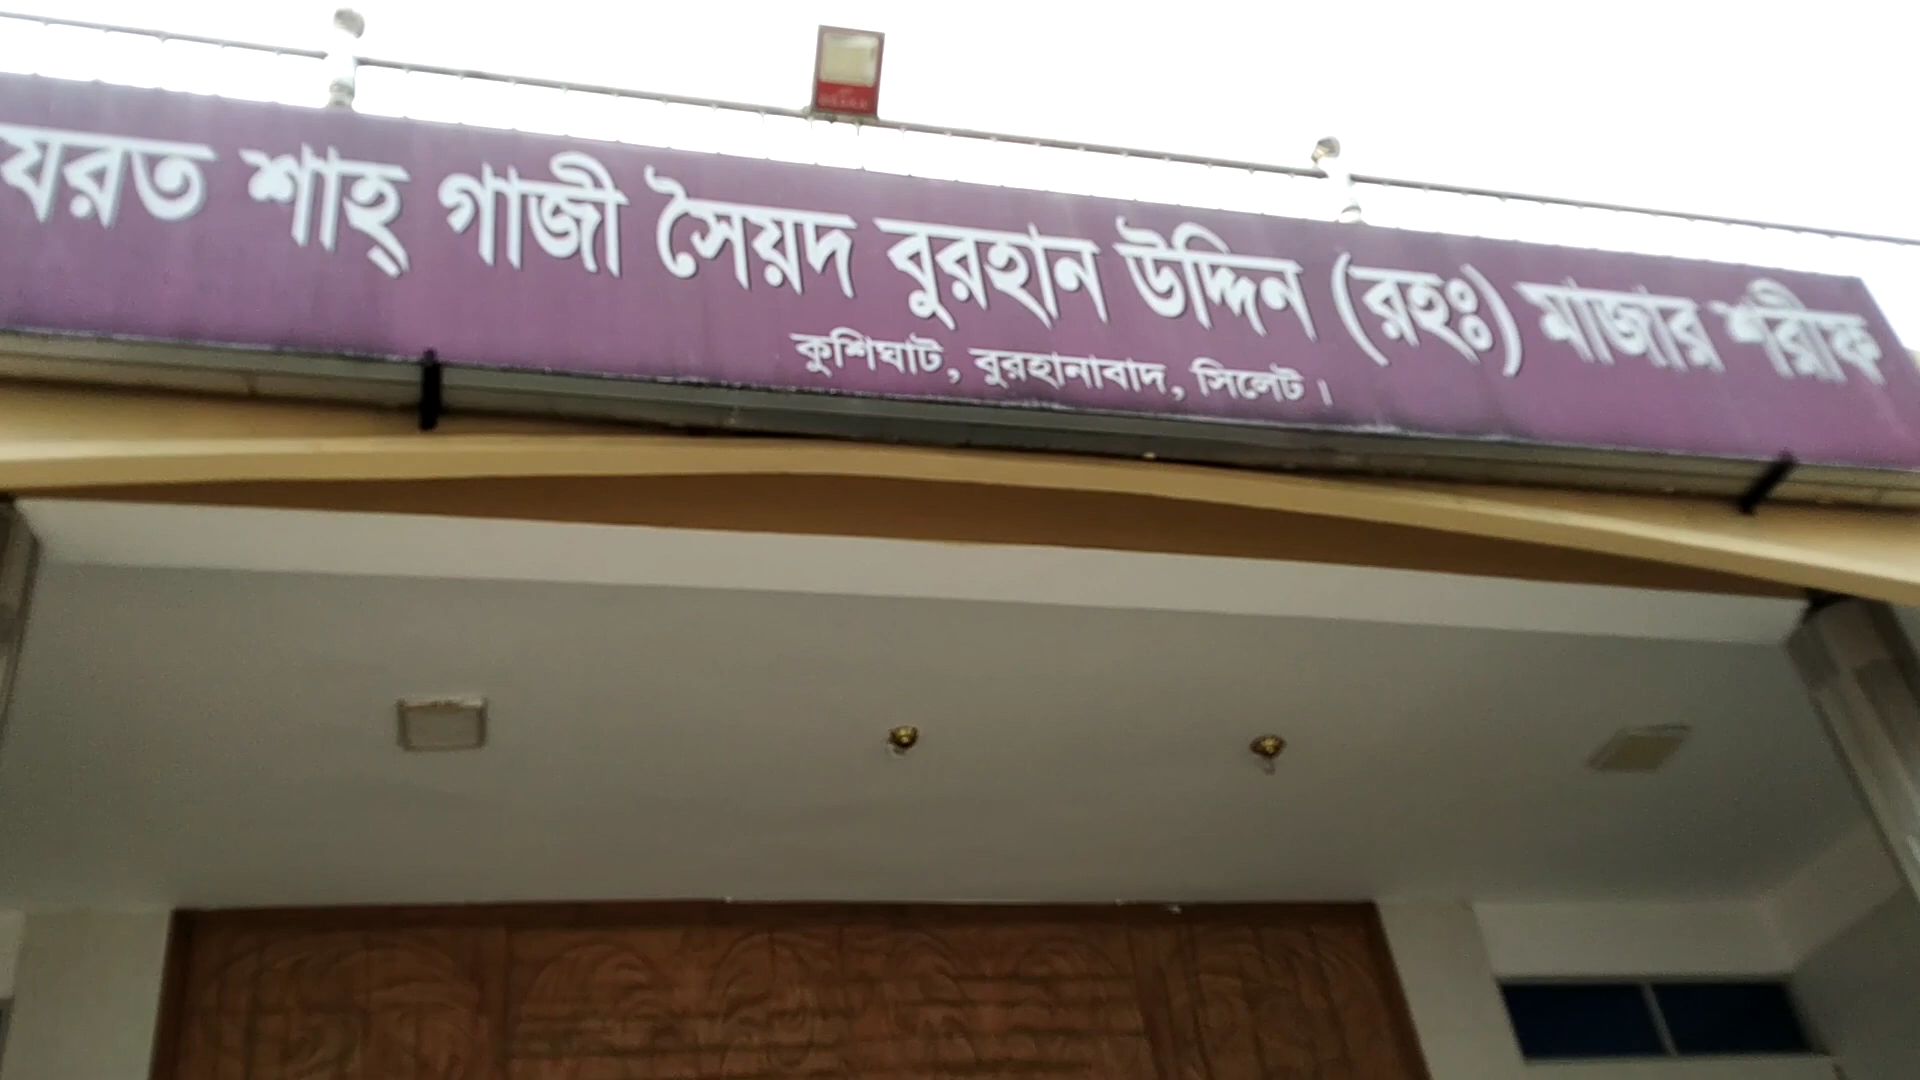 যরত শাহ্ গাজী সৈয়দ বুরহান উদ্দিন (রহঃ) মাজার শরীফ
কুশিঘাট, বুরহানাবাদ, সিলেট।